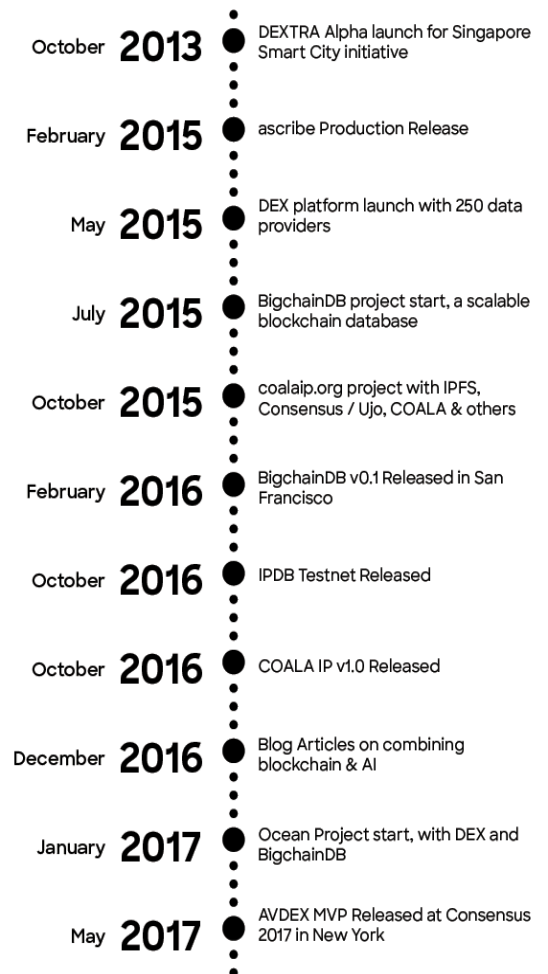 October 2013
DEXTRA Alpha launch for Singapore
Smart City initiative
February 2015
ascribe Production Release
May 2015
DEX platform launch with 250 data
providers
July 2015
BigchainDB project start, a scalable
blockchain database
October 2015
coalaip.org project with IPFS,
Consensus / Ujo, COALA & others
February 2016
BigchainDB v0.1 Released in San
Francisco
October 2016
IPDB Testnet Released
October 2016
COALA IP v1.0 Released
December 2016
Blog Articles on combining
blockchain & AI
January 2017
Ocean Project start, with DEX and
BigchainDB
May 2017
AVDEX MVP Released at Consensus
2017 in New York